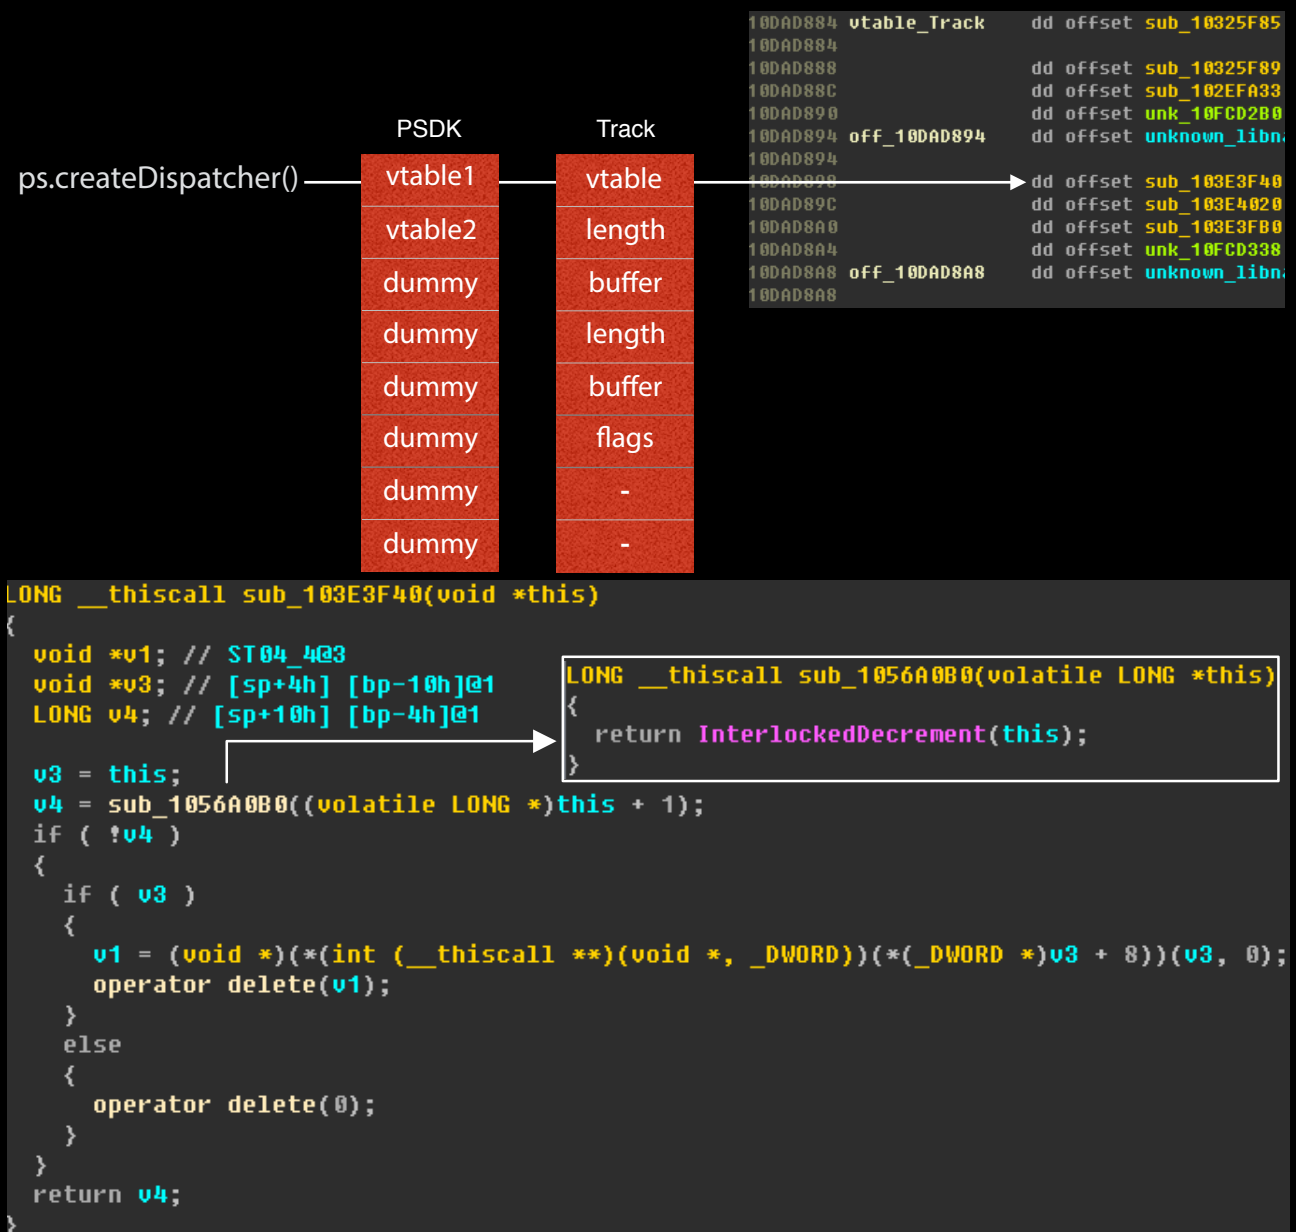 10DAD884 vtable_Track dd offset sub_10325F85
10DAD884
10DAD888 dd offset sub_10325F89
10DAD88C dd offset sub_102EFA33
10DAD890 dd offset unk_10FCD2B0
10DAD894 off_10DAD894 dd offset unknown_libna
10DAD894
10DAD898 dd offset sub_103E3F40
10DAD89C dd offset sub_103E4020
10DAD8A0 dd offset sub_103E3FB0
10DAD8A4 dd offset unk_10FCD338
10DAD8A8 off_10DAD8A8 dd offset unknown_libna
10DAD8A8
PSDK Track
ps.createDispatcher() vtable1 vtable
vtable2 length
dummy buffer
dummy length
dummy buffer
dummy flags
dummy -
dummy -
LONG __thiscall sub_103E3F40(void *this)
{
void *v1; // ST04_4@3
void *v3; // [sp+4h] [bp-10h]@1
LONG v4; // [sp+10h] [bp-4h]@1
LONG __thiscall sub_1056A0B0(volatile LONG *this)
{
return InterlockedDecrement(this);
}
v3 = this;
v4 = sub_1056A0B0((volatile LONG *)this + 1);
if ( !v4 )
{
if ( v3 )
{
v1 = (void *)(*(int (__thiscall **)(void *, _DWORD))(*(_DWORD *)v3 + 8))(v3, 0);
operator delete(v1);
}
else
{
operator delete(0);
}
}
return v4;
}